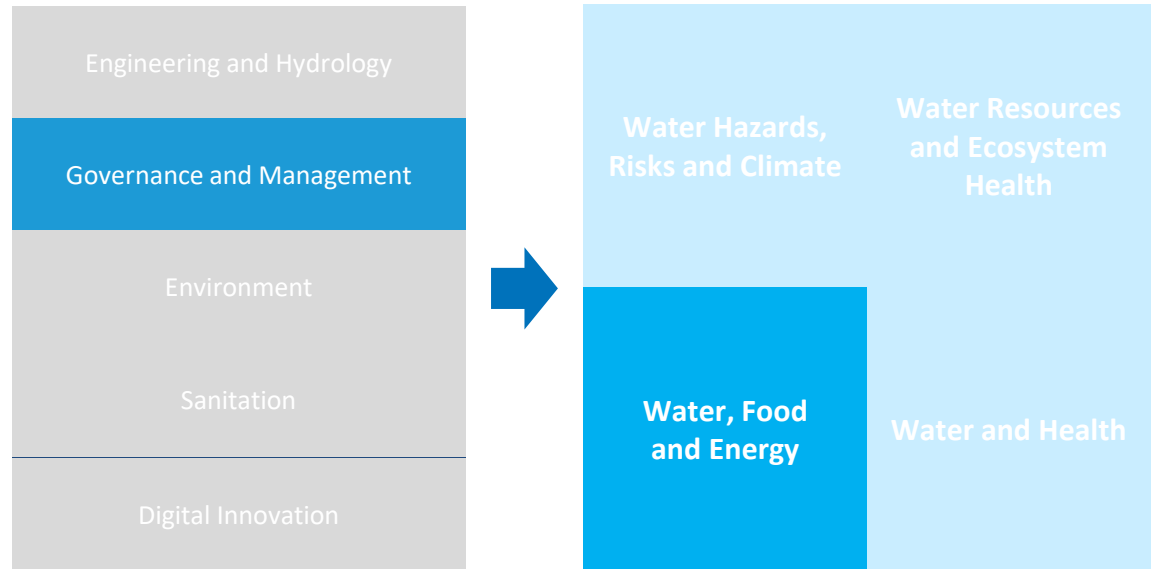 Engineering and Hydrology
Governance and Management
Environment
Sanitation
Digital Innovation
Water Hazards,
Risks and Climate
Water Resources
and Ecosystem
Health
Water, Food
and Energy
Water and Health